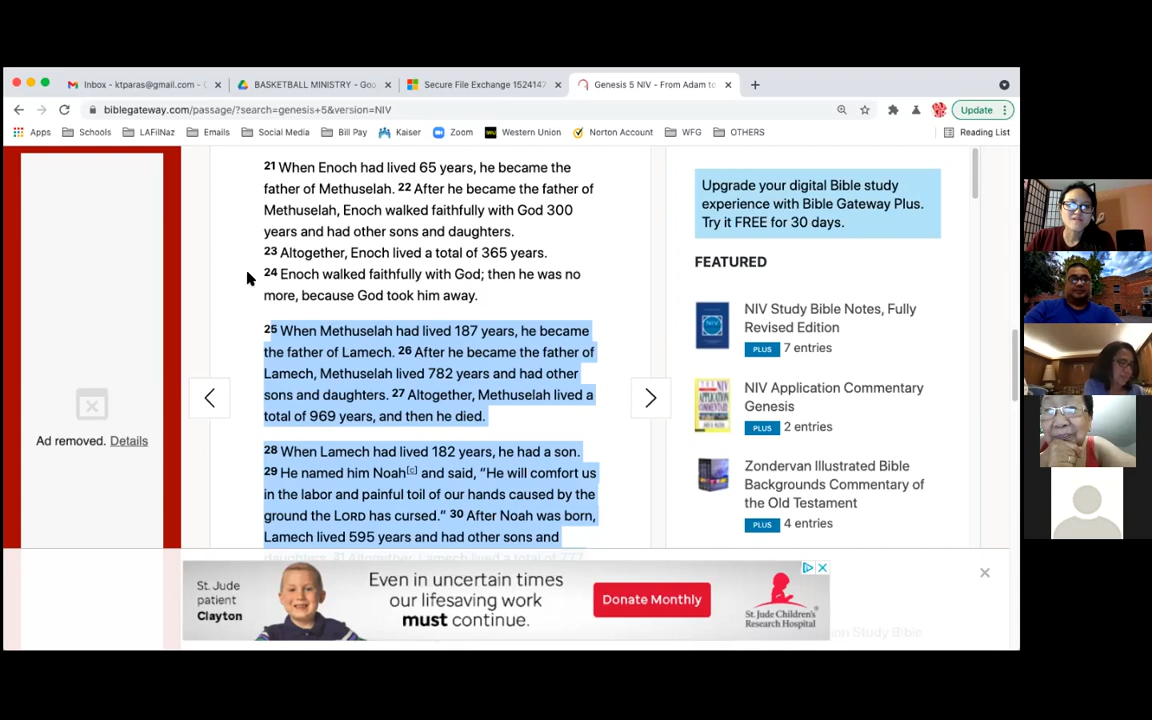 Inbox - ktparas@gmail.com -
BASKETBALL MINISTRY - Goo
Secure File Exchange 1524147
Genesis 5 NIV - From Adam to
biblegateway.com/passage/?search=genesis+5&version=NIV
Update
Apps
Schools
LAFilNaz
Emails
Social Media
Bill Pay
Kaiser
Zoom
Western Union
Norton Account
WFG
OTHERS
Reading List
Ad removed. Details
21 When Enoch had lived 65 years, he became the
father of Methuselah. 22 After he became the father of
Methuselah, Enoch walked faithfully with God 300
years and had other sons and daughters.
23 Altogether, Enoch lived a total of 365 years.
24 Enoch walked faithfully with God; then he was no
more, because God took him away.
25 When Methuselah had lived 187 years, he became
the father of Lamech. 26 After he became the father of
Lamech, Methuselah lived 782 years and had other
sons and daughters. 27 Altogether, Methuselah lived a
total of 969 years, and then he died.
28 When Lamech had lived 182 years, he had a son.
29 He named him Noah[c] and said, “He will comfort us
in the labor and painful toil of our hands caused by the
ground the LORD has cursed.” 30 After Noah was born,
Lamech lived 595 years and had other sons and
daughters. 31 Altogether, Lamech lived a total of 777
Upgrade your digital Bible study
experience with Bible Gateway Plus.
Try it FREE for 30 days.
FEATURED
NIV
NIV Study Bible Notes, Fully
Revised Edition
PLUS 7 entries
NIV Application Commentary
Genesis
PLUS 2 entries
Zondervan Illustrated Bible
Backgrounds Commentary of
the Old Testament
PLUS 4 entries
St. Jude
patient
Clayton
Even in uncertain times
our lifesaving work
must continue.
Donate Monthly
St. Jude Children's
Research Hospital
Study Bible